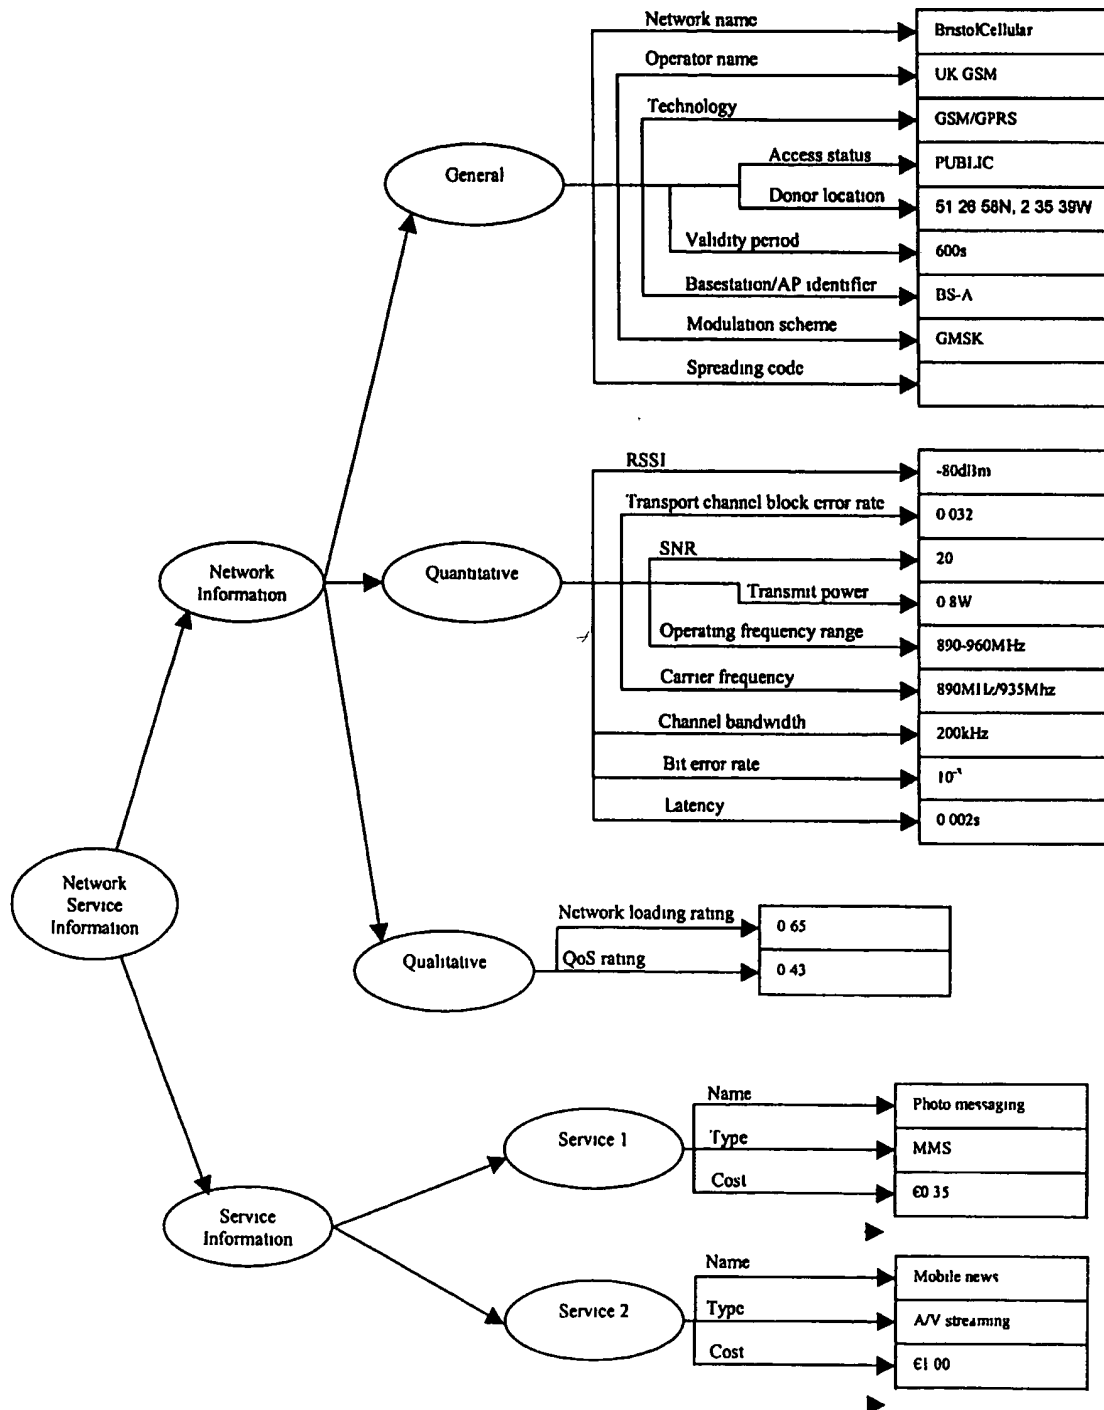 Network name
BristolCellular
Operator name
UK GSM
Technology
GSM/GPRS
General
Access status
PUBLIC
Donor location
51 26 58N, 2 35 39W
Validity period
600s
Basestation/AP identifier
BS-A
Modulation scheme
GMSK
Spreading code
RSSI
-80dBm
Transport channel block error rate
0 032
SNR
20
Network
Information
Quantitative
Transmit power
0 8W
Operating frequency range
890-960MHz
Carrier frequency
890MHz/935Mhz
Channel bandwidth
200kHz
Bit error rate
Latency
0 002s
Network
Service
Information
Network loading rating
0 65
Qualitative
QoS rating
0 43
Name
Photo messaging
Service 1
Type
MMS
Cost
€0 35
Service
Information
Name
Mobile news
Service 2
Type
A/V streaming
Cost
€1 00